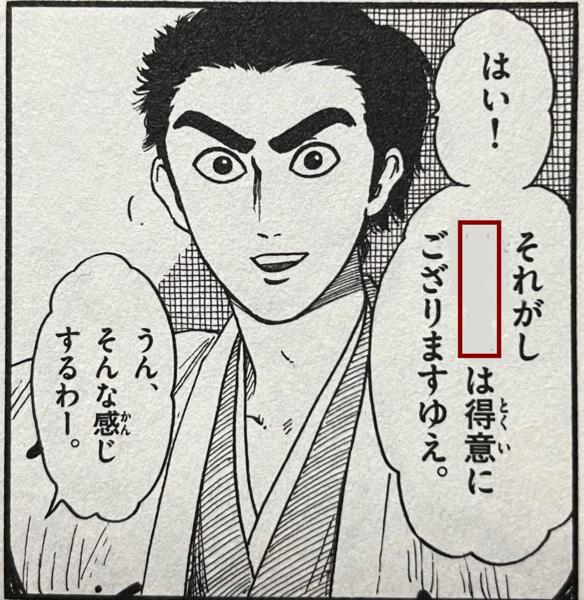 はい！
それがし
は得意に
ござりますゆえ。
うん、
そんな感じ
するわー。